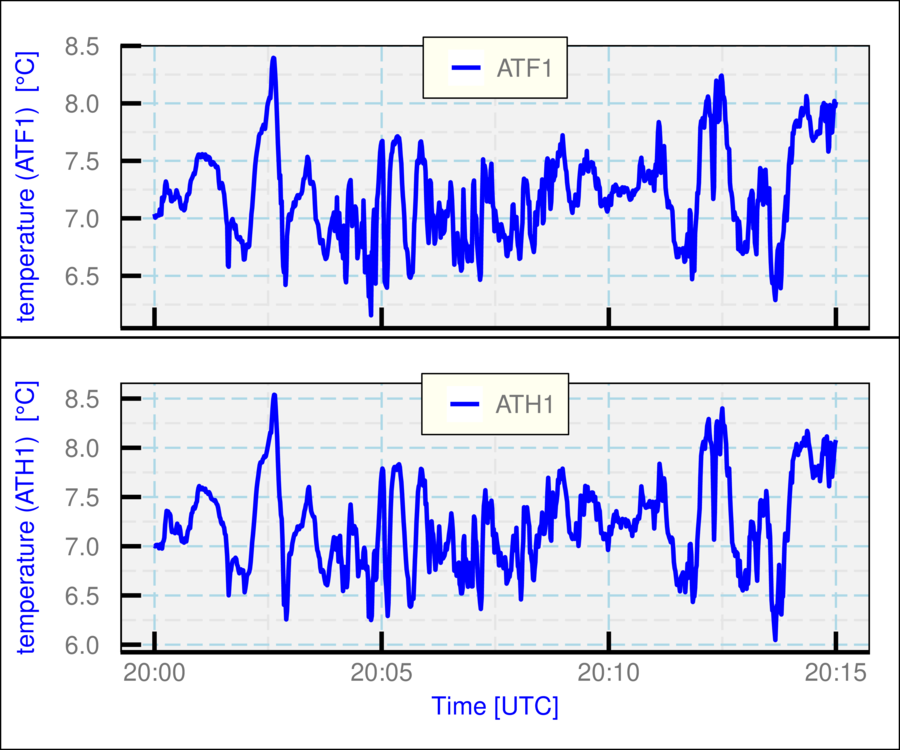 temperature (ATF1)  [°C]
8.5
8.0
7.5
7.0
6.5
ATF1
temperature (ATH1)  [°C]
8.5
8.0
7.5
7.0
6.5
6.0
ATH1
20:00 20:05 20:10 20:15
Time [UTC]